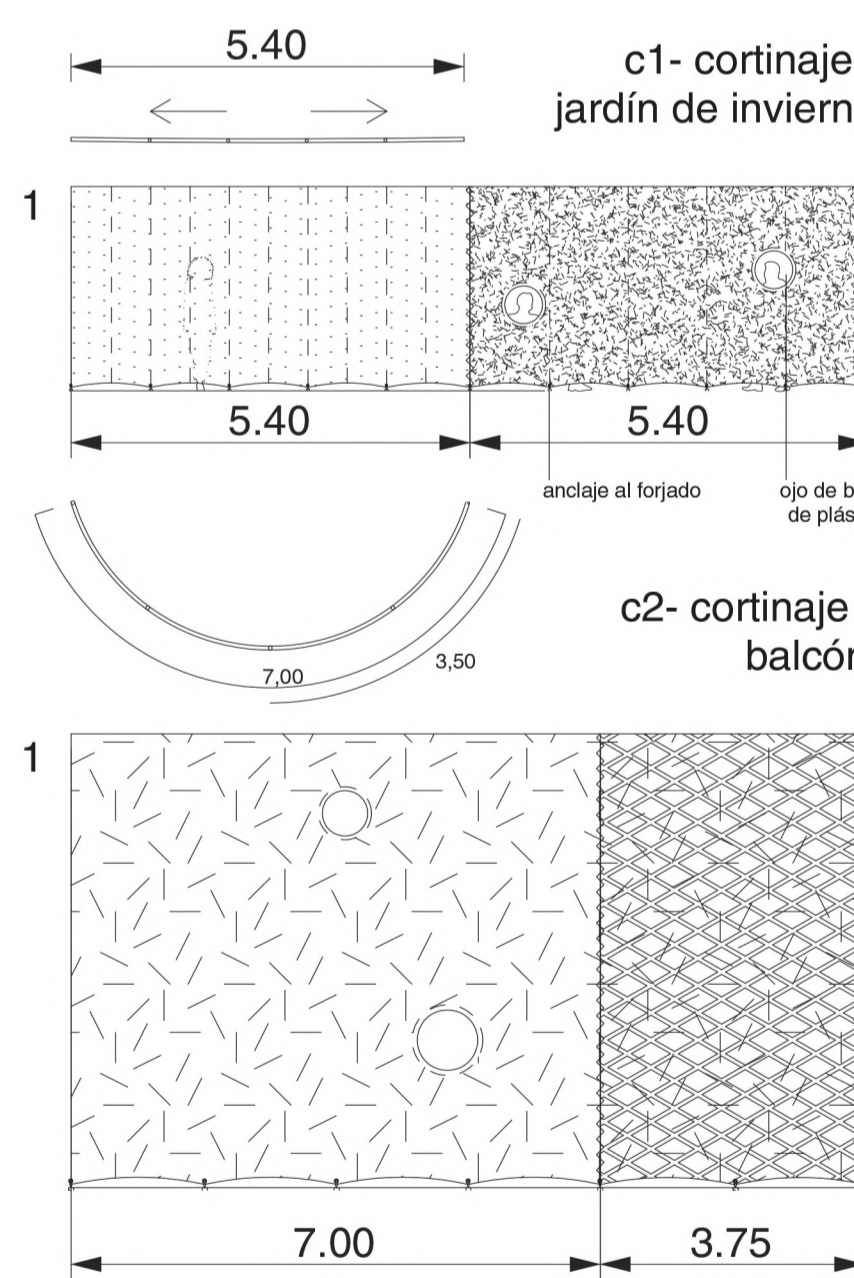 5.40
c1- cortinaje
jardín de inviern
1
5.40
5.40
anclaje al forjado
ojo de b
de plás
7,00
3,50
c2- cortinaje
balcón
1
7.00
3.75